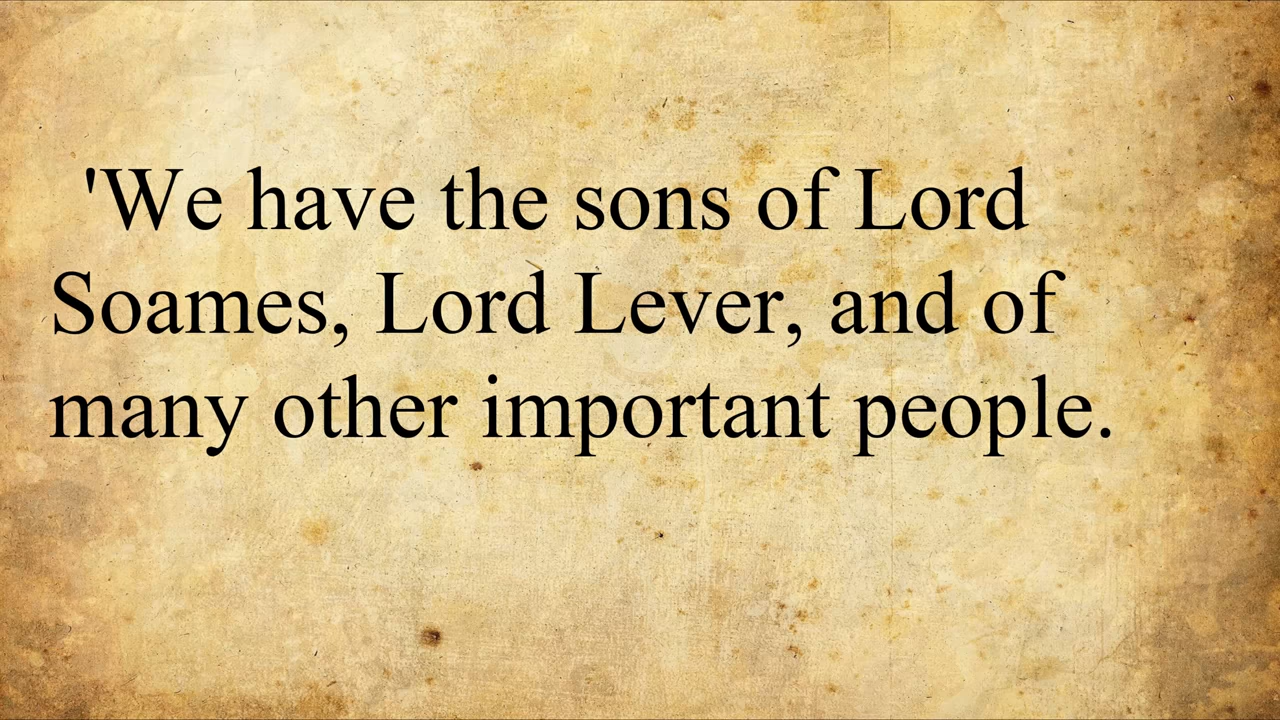 'We have the sons of Lord
Soames, Lord Lever, and of
many other important people.